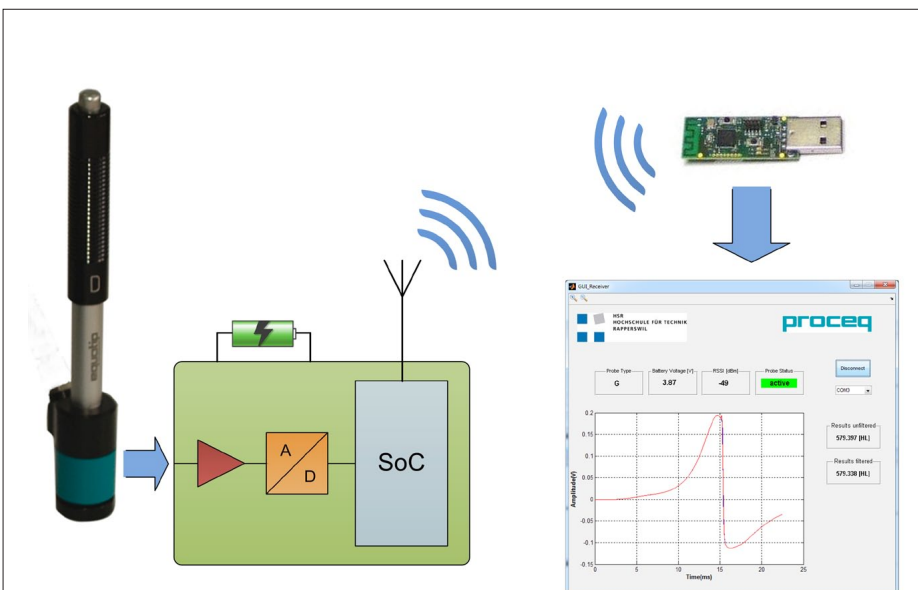 D
equotip
A
D
SoC
GUI_Receiver
HSR
HOCHSCHULE FÜR TECHNIK
RAPPERSWIL
proceq
Probe Type
G
Battery Voltage [V]
3.87
RSSI [dBm]
-49
Probe Status
active
Disconnect
COM3
Results unfiltered
579.397 [HL]
Results filtered
579.338 [HL]
Amplitude(V)
0.2
0.15
0.1
0.05
0
-0.05
-0.1
-0.15
0 5 10 15 20 25
Time(ms)